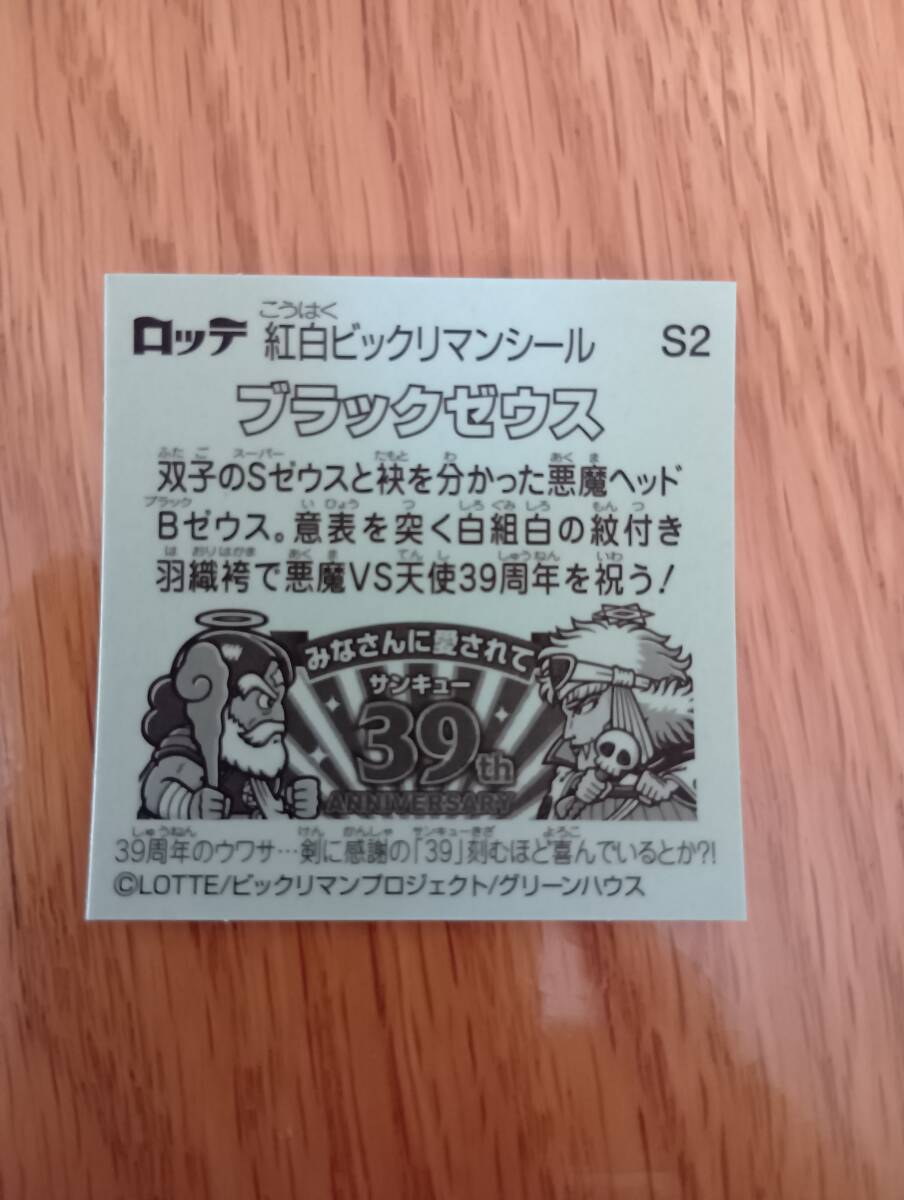 こうはく
ロッテ 紅白ビックリマンシール S2
ブラックゼウス
ふたご スーパー たもと わ あくま
双子のSゼウスと袂を分かった悪魔ヘッド
ブラック いひょう つ しろぐみしろ もんつ
Bゼウス。意表を突く白組白の紋付き
はおりはかま あくま てんし しゅうねん いわ
羽織袴で悪魔VS天使39周年を祝う!
みなさんに愛されて
サンキュー
39th
ANNIVERSARY
しゅうねん けん かんしゃ サンキューきざ よろこ
39周年のウワサ…剣に感謝の「39」刻むほど喜んでいるとか?!
©LOTTE/ビックリマンプロジェクト/グリーンハウス